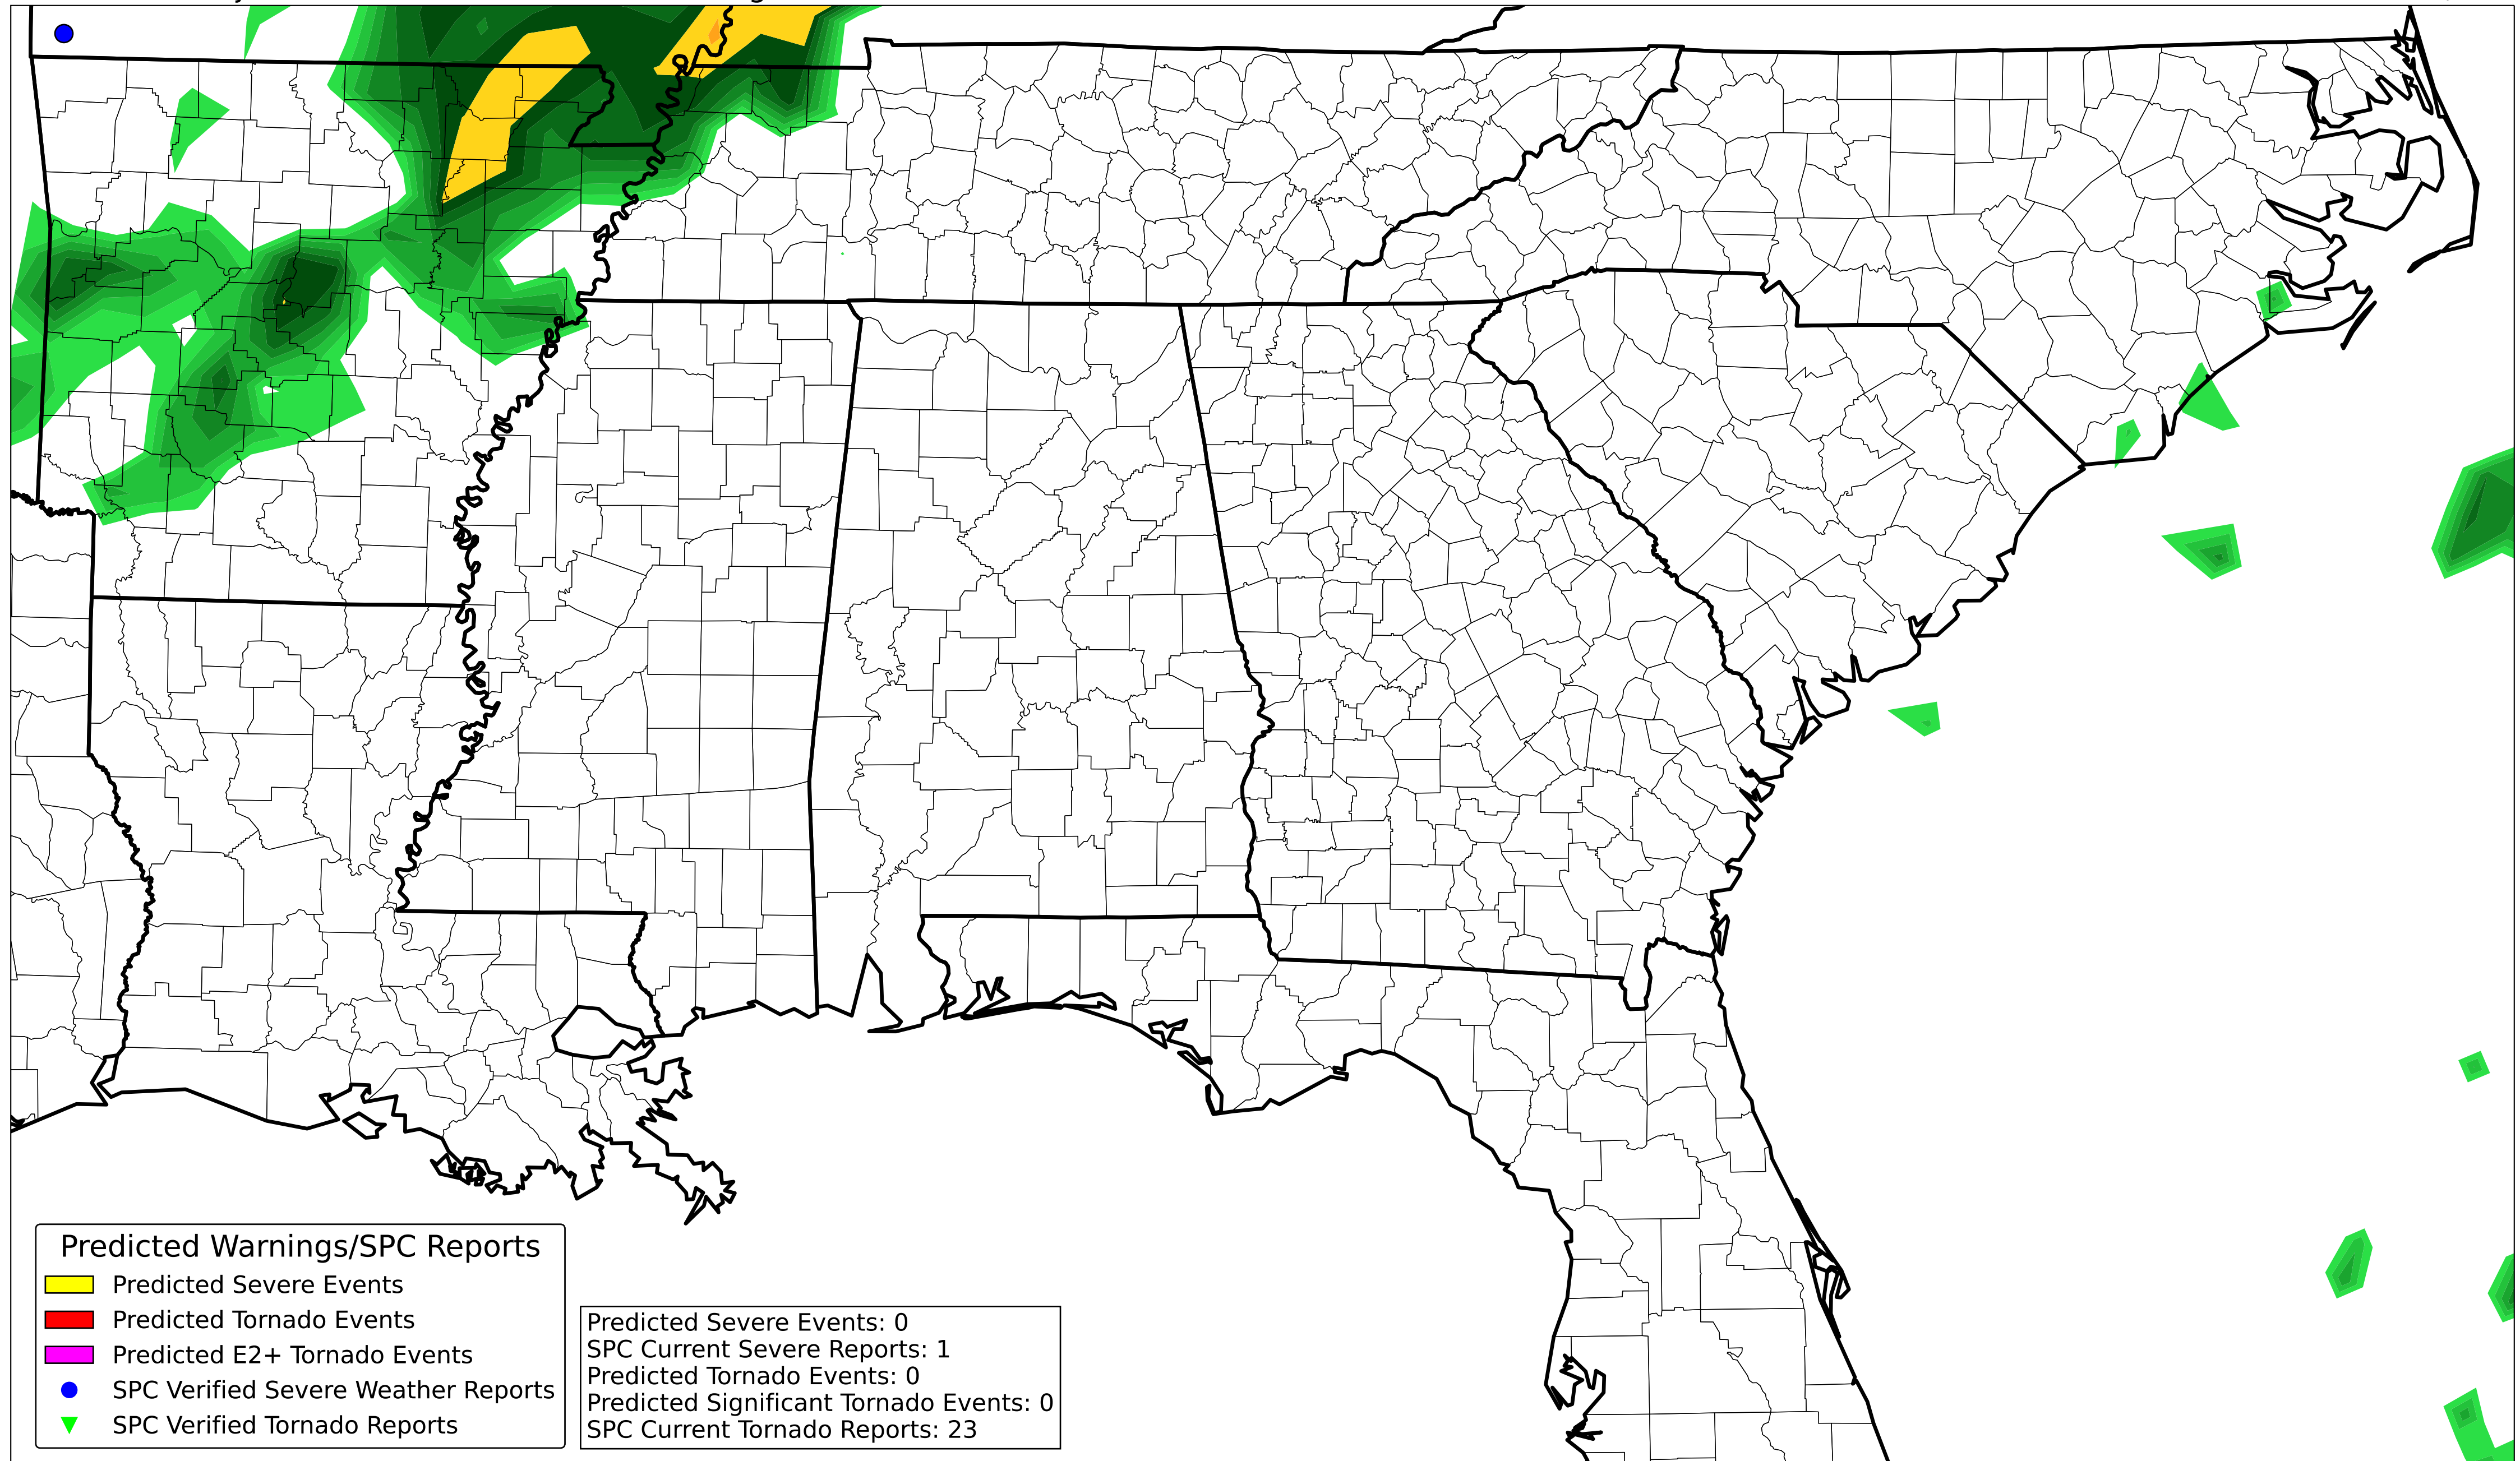 Predicted Warnings/SPC Reports
Predicted Severe Events
Predicted Tornado Events
Predicted E2+ Tornado Events
SPC Verified Severe Weather Reports
SPC Verified Tornado Reports
Predicted Severe Events: 0
SPC Current Severe Reports: 1
Predicted Tornado Events: 0
Predicted Significant Tornado Events: 0
SPC Current Tornado Reports: 23